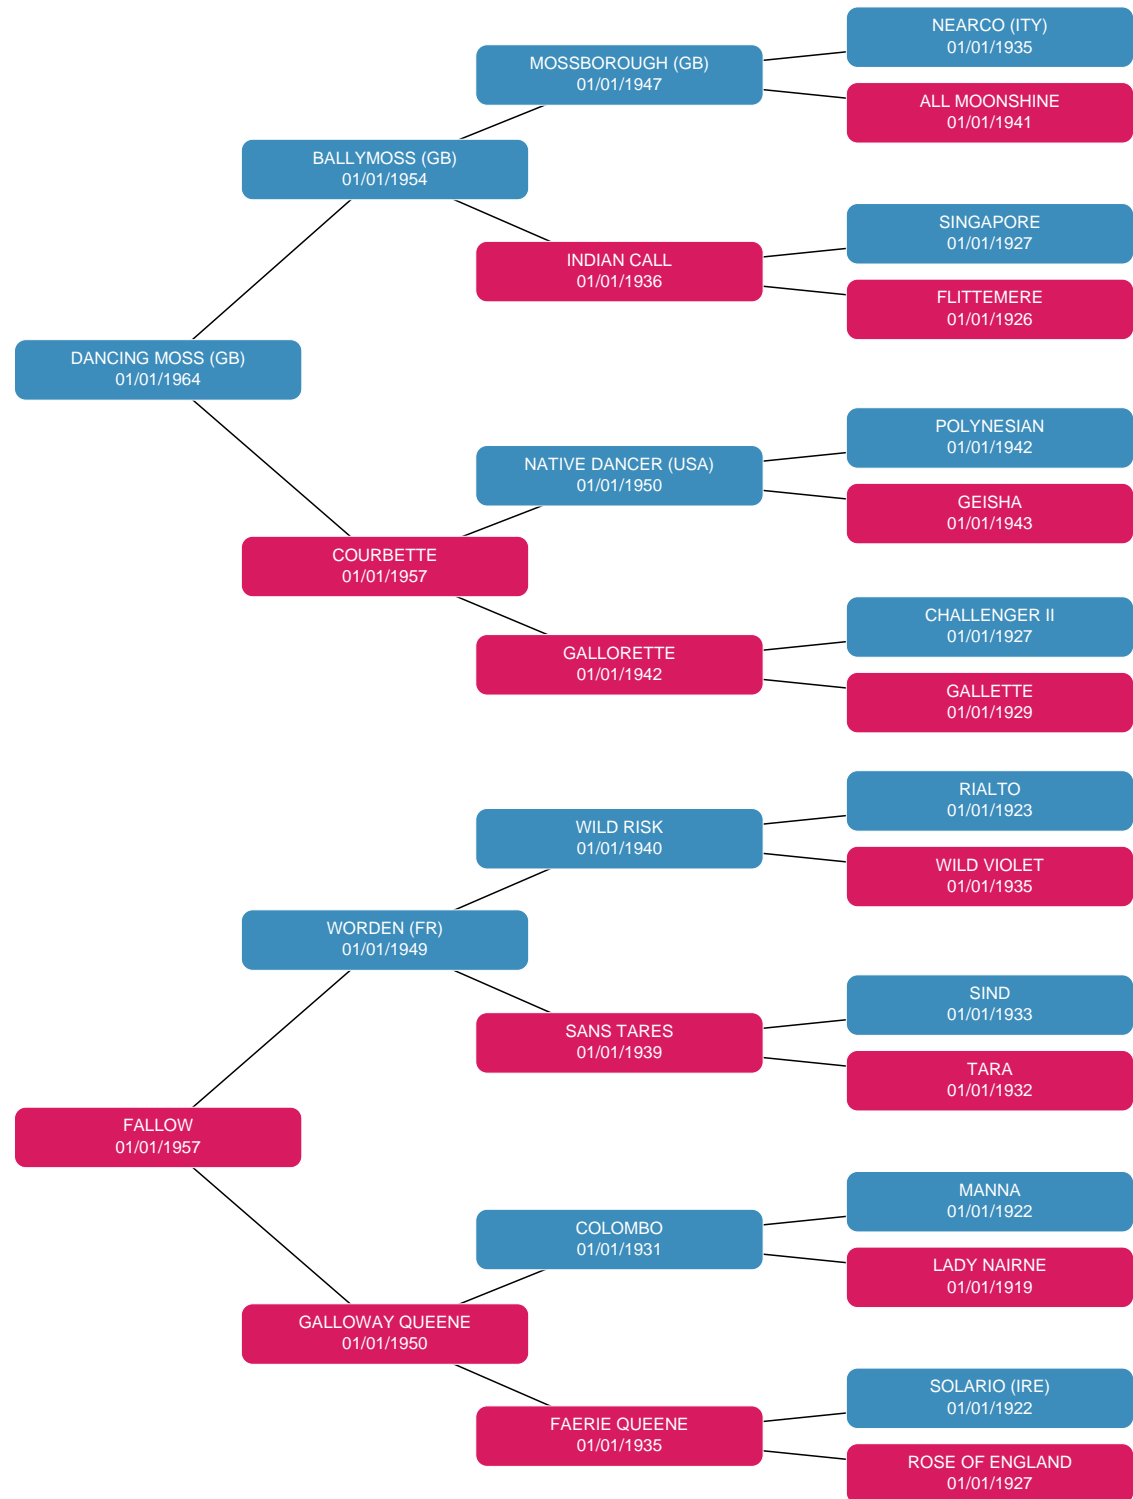 NEARCO (ITY)
01/01/1935
MOSSBOROUGH (GB)
01/01/1947
ALL MOONSHINE
01/01/1941
BALLYMOSS (GB)
01/01/1954
SINGAPORE
01/01/1927
INDIAN CALL
01/01/1936
FLITTEMERE
01/01/1926
DANCING MOSS (GB)
01/01/1964
POLYNESIAN
01/01/1942
NATIVE DANCER (USA)
01/01/1950
GEISHA
01/01/1943
COURBETTE
01/01/1957
CHALLENGER II
01/01/1927
GALLORETTE
01/01/1942
GALLETTE
01/01/1929
RIALTO
01/01/1923
WILD RISK
01/01/1940
WILD VIOLET
01/01/1935
WORDEN (FR)
01/01/1949
SIND
01/01/1933
SANS TARES
01/01/1939
TARA
01/01/1932
FALLOW
01/01/1957
MANNA
01/01/1922
COLOMBO
01/01/1931
LADY NAIRNE
01/01/1919
GALLOWAY QUEENE
01/01/1950
SOLARIO (IRE)
01/01/1922
FAERIE QUEENE
01/01/1935
ROSE OF ENGLAND
01/01/1927